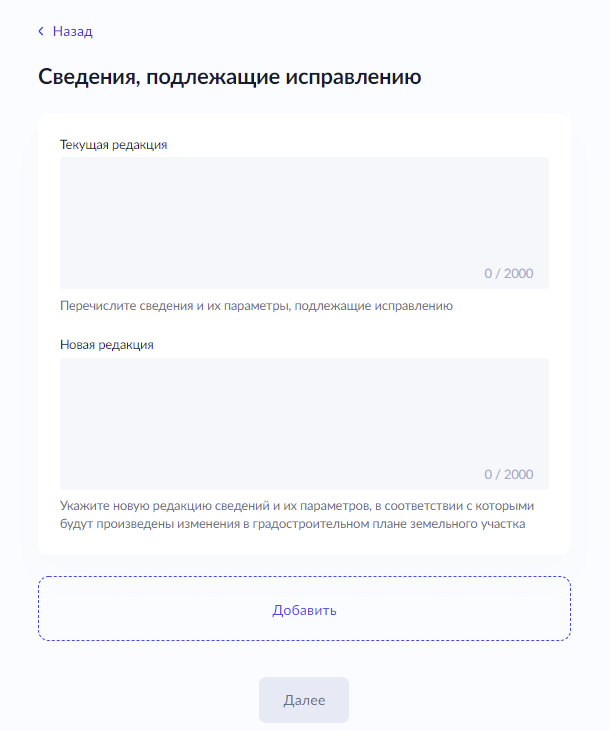 Назад
Сведения, подлежащие исправлению
Текущая редакция
0 / 2000
Перечислите сведения и их параметры, подлежащие исправлению
Новая редакция
0 / 2000
Укажите новую редакцию сведений и их параметров, в соответствии с которыми
будут произведены изменения в градостроительном плане земельного участка
Добавить
Далее